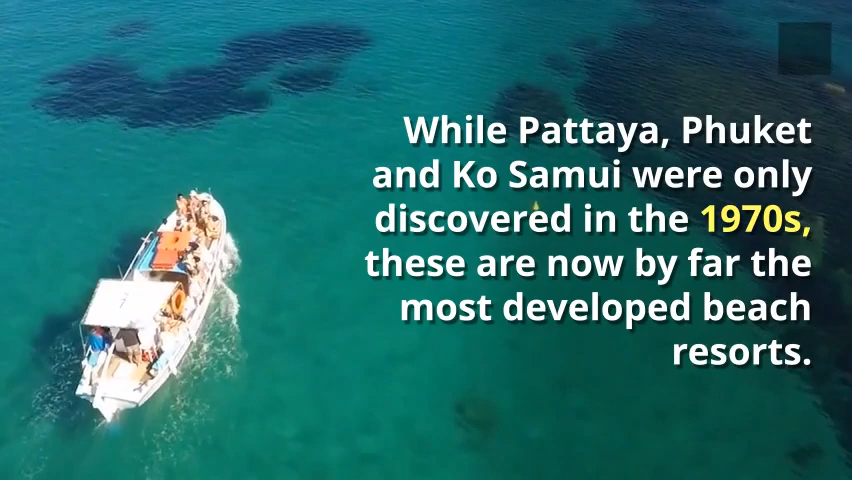 While Pattaya, Phuket
and Ko Samui were only
discovered in the 1970s,
these are now by far the
most developed beach
resorts.